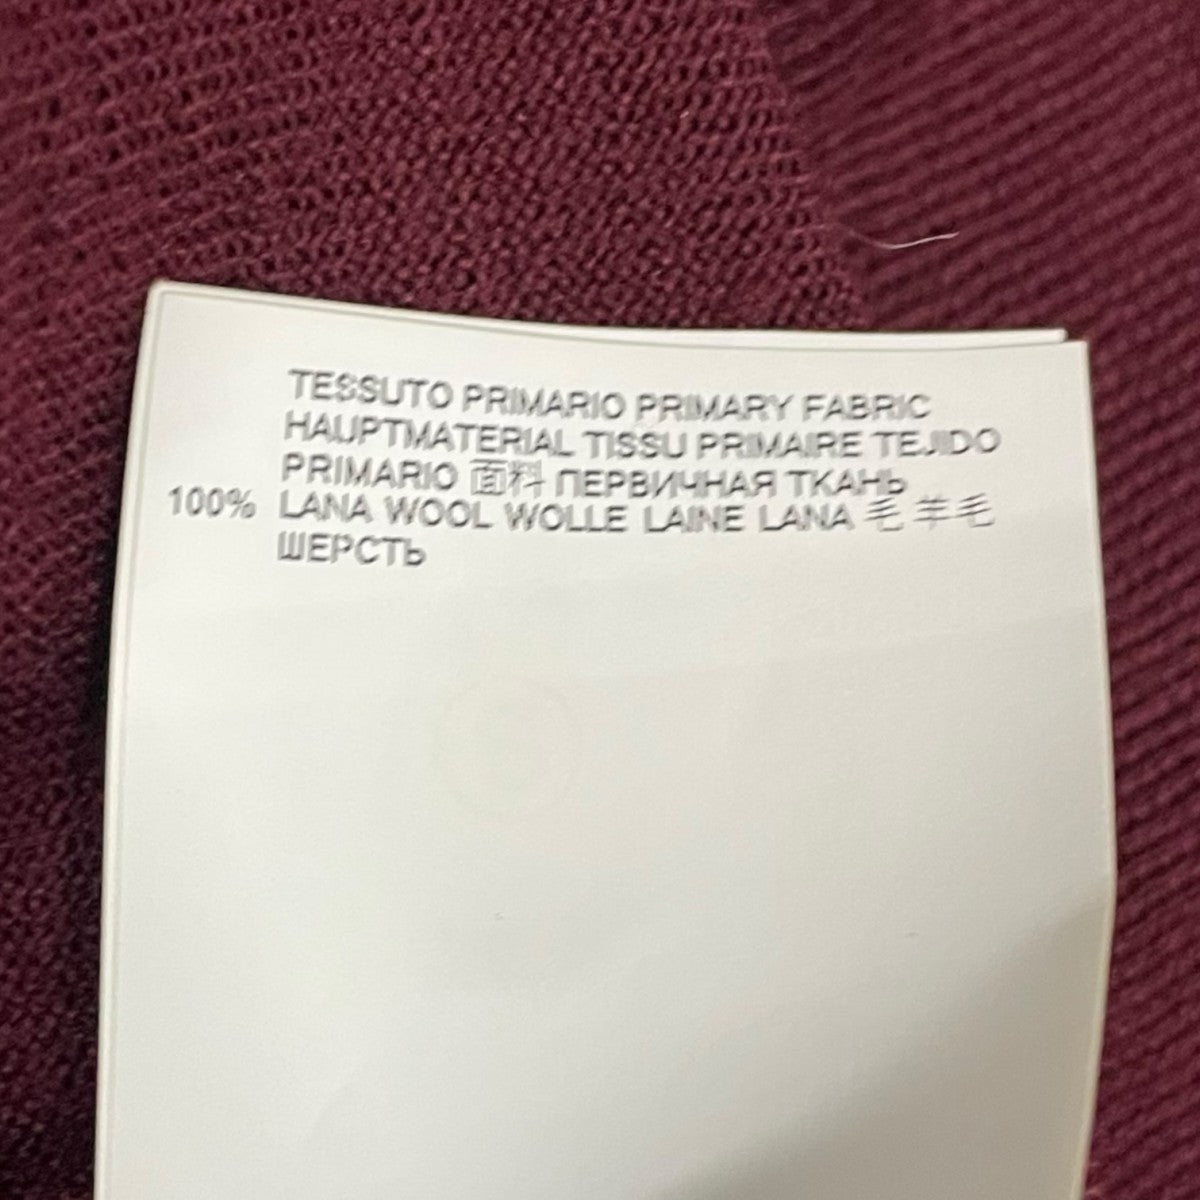 TESSUTO PRIMARIO PRIMARY FABRIC
HAUPTMATERIAL TISSU PRIMAIRE TEJIDO
PRIMARIO 面料 ПЕРВИЧНАЯ ТКАНЬ
100% LANA WOOL WOLLE LAINE LANA 毛 羊毛
ШЕРСТЬ